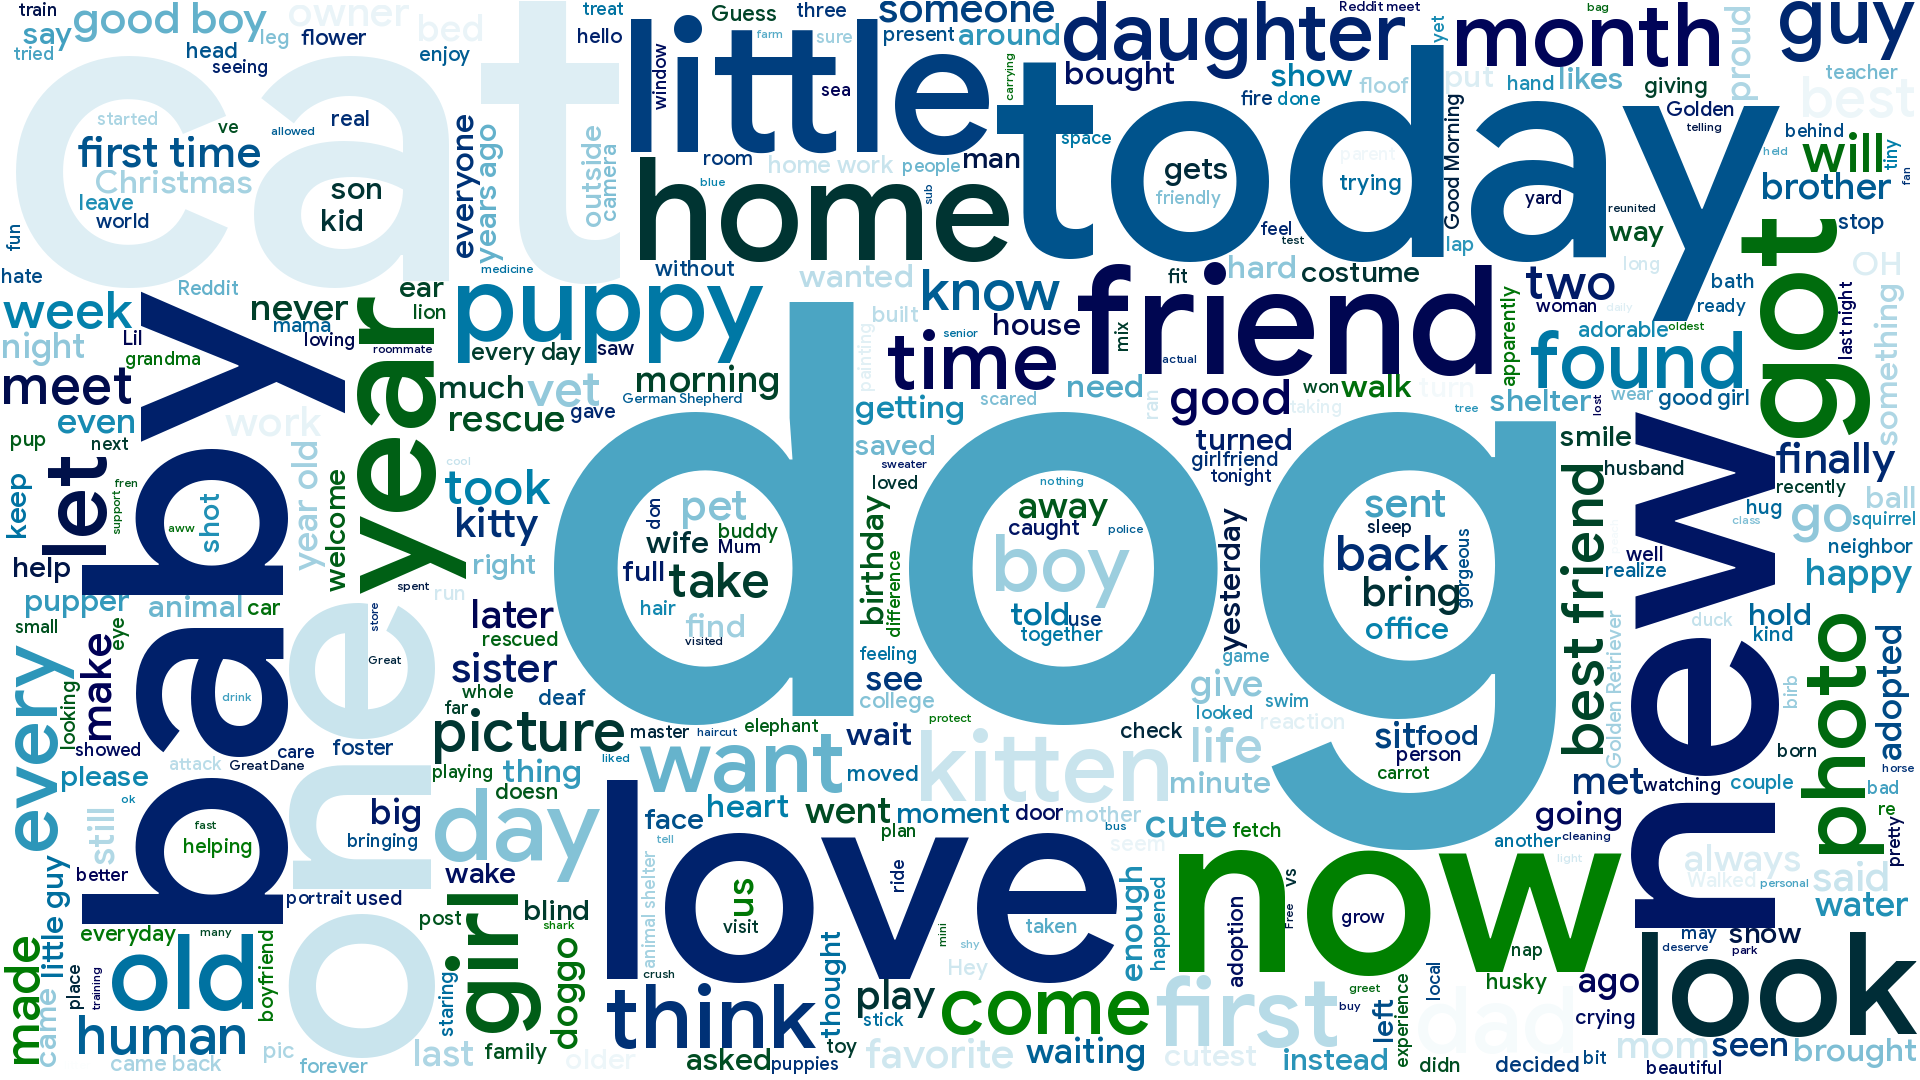 train
say
tried
good boy
leg
head
seeing
owner
flower
bed
enjoy
treat
hello
cat
started
first time
Christmas
leave
world
ve
allowed
real
son
kid
everyone
years ago
outside
camera
medicine
fun
hate
little
window
Guess
farm
three
sure
sea
someone
present
around
carrying
daughter
bought
Reddit meet
show
fire
done
floof
yet
put
month
bag
hand
likes
giving
proud
guy
teacher
best
Golden
telling
behind
held
will
tiny
fan
brother
stop
today
space
gets
friendly
parent
trying
Good Morning
lap
yard
reunited
way
feel
test
long
home
room
blue
home work
people
sub
man
without
wanted
know
built
house
senior
painting
time
friend
fit
hard
costume
mix
actual
apparently
two
woman
daily
adorable
oldest
ready
bath
found
got
last night
OH
something
week
night
Reddit
Lil
grandma
never
mama
loving
ear
lion
roommate
puppy
every day
saw
meet
even
pup
next
let
keep
fren
support
help
baby
aww
shot
drink
fast
helping
work
year old
year
welcome
much
vet
German Shepherd
gave
morning
rescue
cool
took
kitty
right
spent
run
getting
need
scared
saved
sweater
loved
ran
good
won
walk
turn
taking
tree
shelter
lost
wear
good girl
turned
girlfriend
tonight
smile
husband
finally
recently
ball
squirrel
go
hug
class
neighbor
well
realize
happy
dog
don
pet
buddy
wife
Mum
full
take
hair
find
visited
nothing
away
caught
police
boy
told
use
together
sent
sleep
back
bring
gorgeous
office
birthday
difference
yesterday
best friend
Golden Retriever
new
duck
hold
kind
birb
photo
adopted
born
horse
pupper
animal
car
small
eye
make
every
looking
showed
please
ok
attack
Great Dane
care
foster
one
store
Great
later
rescued
sister
whole
deaf
far
picture
master
haircut
elephant
liked
playing
thing
doesn
feeling
see
college
protect
game
give
looked
swim
reaction
check
life
minute
sit
food
person
carrot
met
watching
couple
bad
re
pretty
want
wait
moved
kitten
big
bringing
day
heart
face
tell
went
plan
moment
door
mother
bus
seem
cute
fetch
going
another
cleaning
light
always
Walked
personal
said
water
still
better
little guy
came
made
everyday
many
portrait used
wake
post
girl
blind
shark
doggo
staring
animal shelter
love
us
visit
ride
taken
crush
mini
shy
Hey
enough
happened
now
adoption
Free
vs
grow
nap
husky
ago
crying
may
deserve
snow
park
look
old
place
training
boyfriend
human
came back
pic
forever
last
family
older
think
asked
puppies
thought
toy
stick
play
come
favorite
waiting
first
cutest
greet
buy
instead
left
experience
local
dad
didn
decided
bit
mom
beautiful
seen
brought